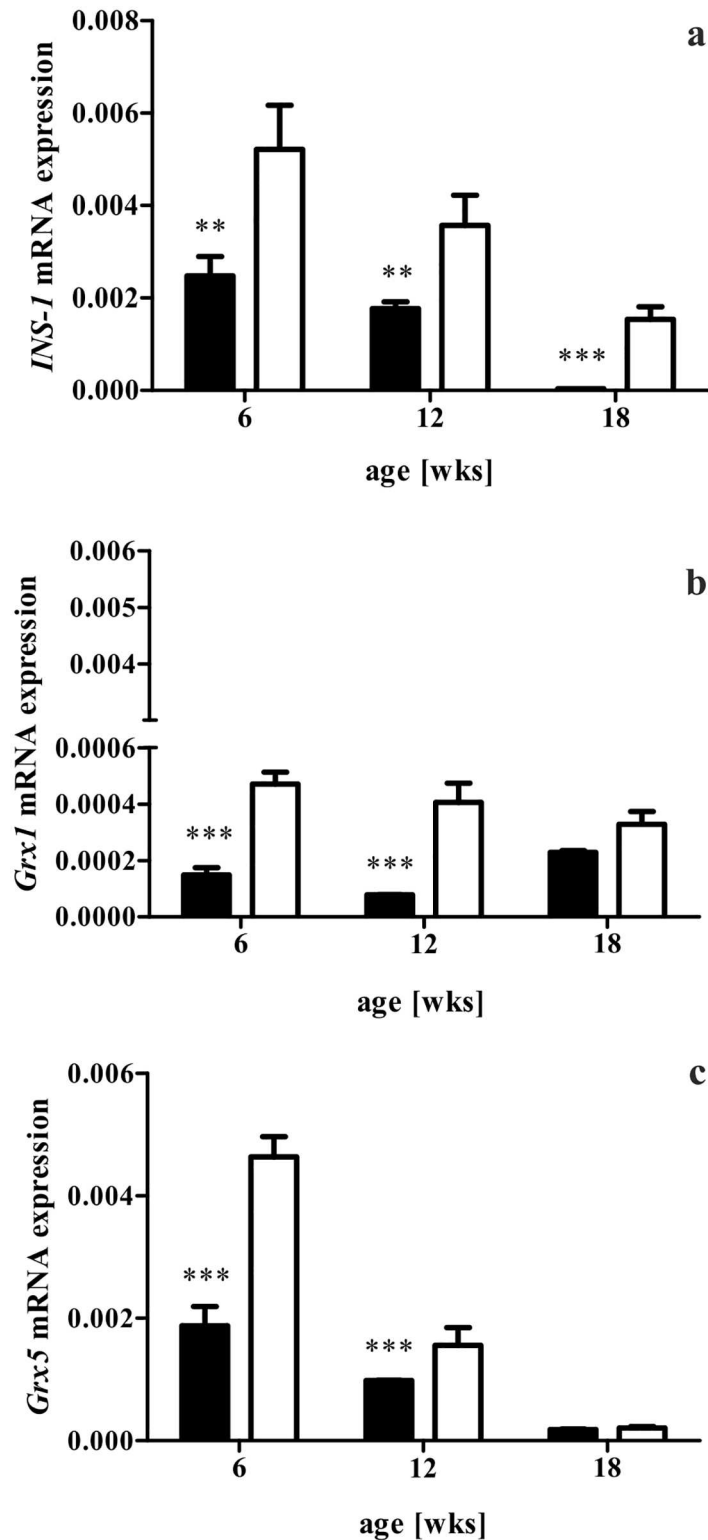 a
INS-1 mRNA expression
0.008
0.006
0.004
0.002
0.000
** ** ***
6 12 18
age [wks]
b
Grx1 mRNA expression
0.006
0.005
0.004
0.0006
0.0004
0.0002
0.0000
*** ***
6 12 18
age [wks]
c
Grx5 mRNA expression
0.006
0.004
0.002
0.000
*** ***
6 12 18
age [wks]